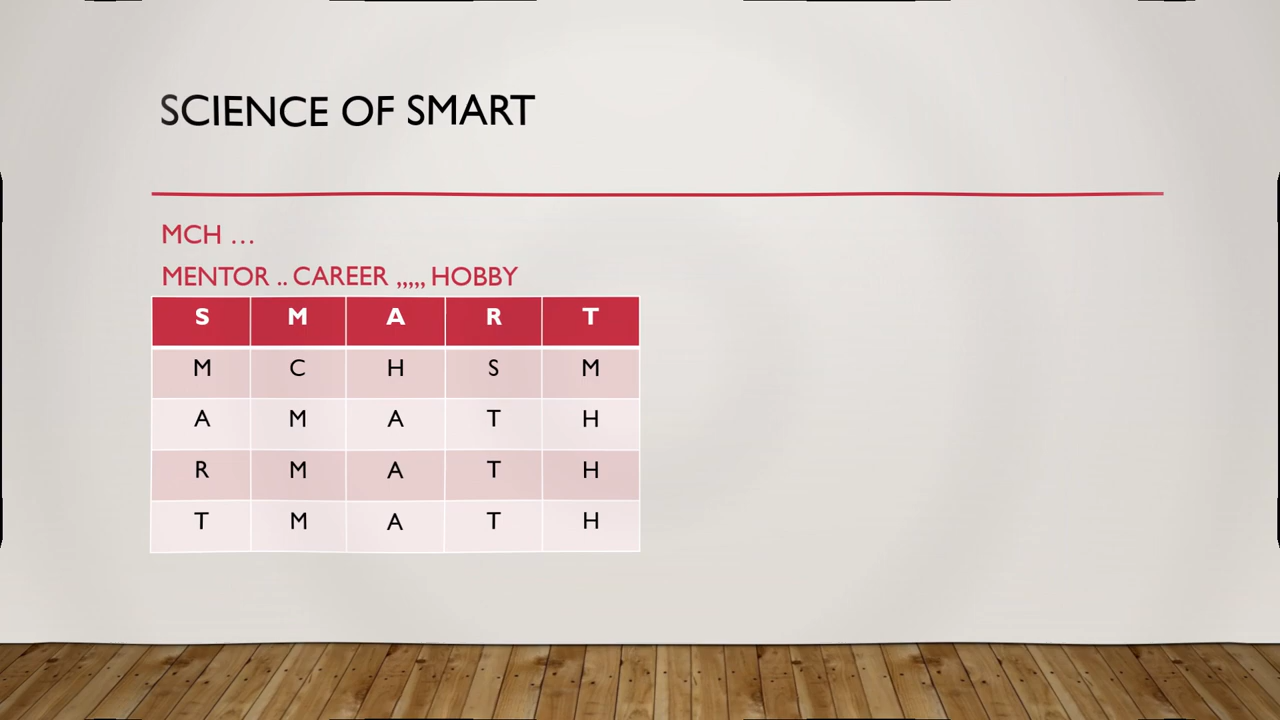 SCIENCE OF SMART
MCH ...
MENTOR .. CAREER ,,,,, HOBBY
S M A R T
M C H S M
A M A T H
R M A T H
T M A T H